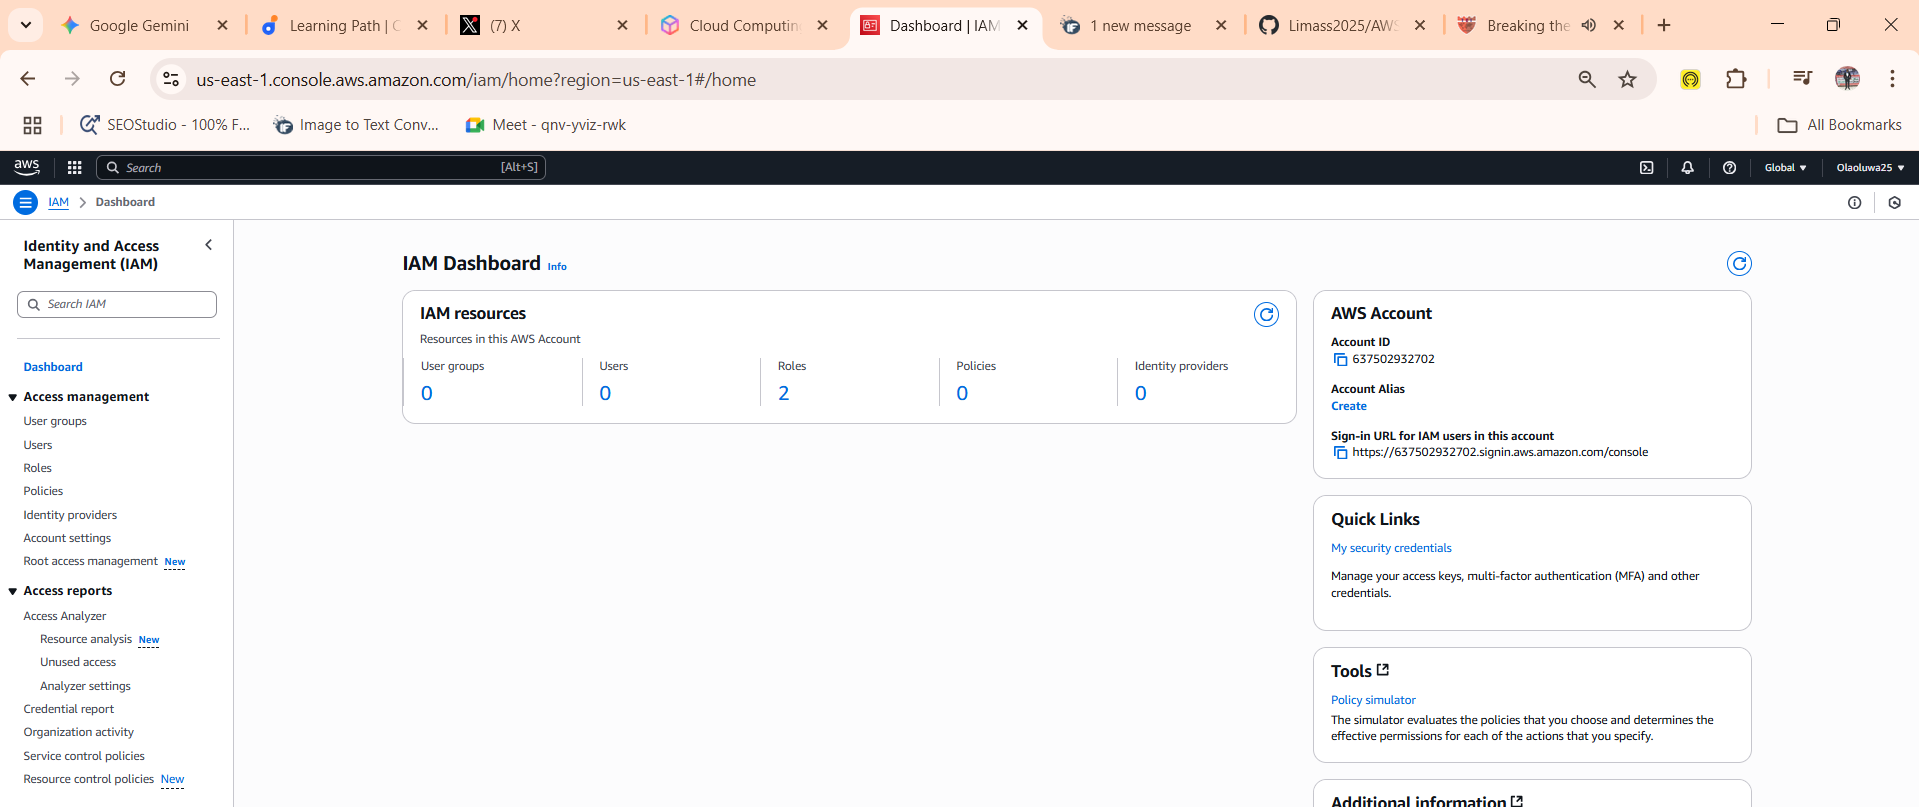 Google Gemini
Learning Path | C
(7) X
Cloud Computin
Dashboard | IAM
1 new message
Limass2025/AWS
Breaking the
us-east-1.console.aws.amazon.com/iam/home?region=us-east-1#/home
SEOStudio - 100% F...
Image to Text Conv...
Meet - qnv-yviz-rwk
All Bookmarks
aws
Search
[Alt+S]
Global
Olaoluwa25
IAM
Dashboard
Identity and Access
Management (IAM)
Search IAM
Dashboard
Access management
User groups
Users
Roles
Policies
Identity providers
Account settings
Root access management New
Access reports
Access Analyzer
Resource analysis New
Unused access
Analyzer settings
Credential report
Organization activity
Service control policies
Resource control policies New
IAM Dashboard Info
IAM resources
Resources in this AWS Account
User groups
0
Users
0
Roles
2
Policies
0
Identity providers
0
AWS Account
Account ID
637502932702
Account Alias
Create
Sign-in URL for IAM users in this account
https://637502932702.signin.aws.amazon.com/console
Quick Links
My security credentials
Manage your access keys, multi-factor authentication (MFA) and other
credentials.
Tools
Policy simulator
The simulator evaluates the policies that you choose and determines the
effective permissions for each of the actions that you specify.
Additional information